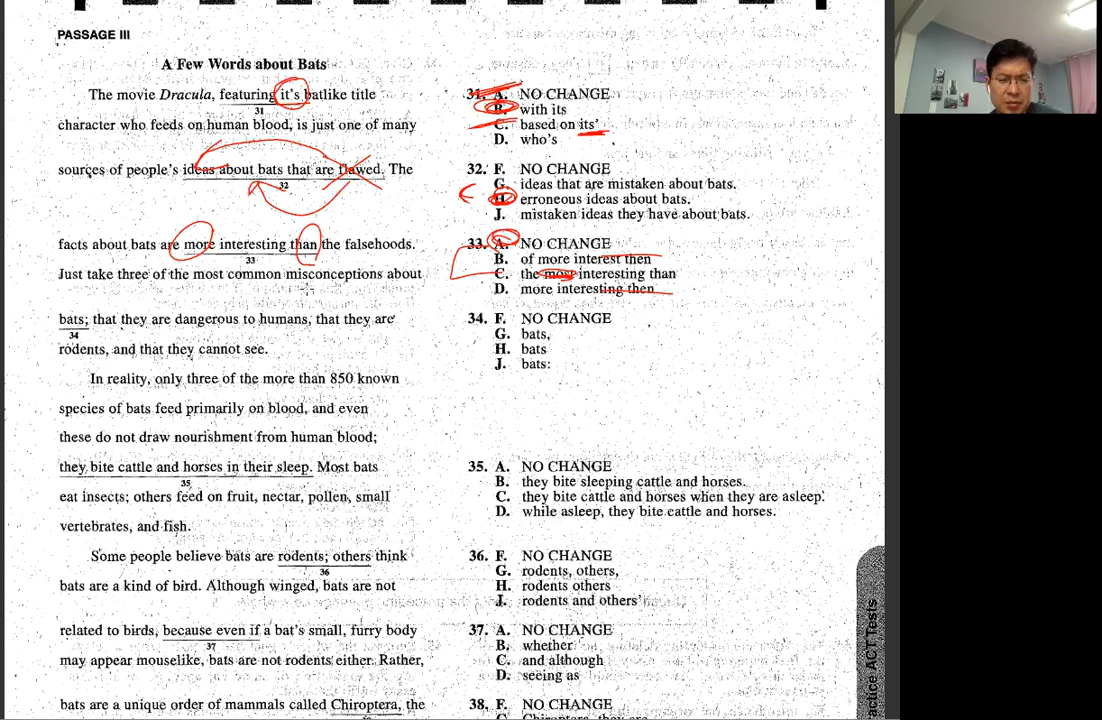 PASSAGE III
A Few Words about Bats
The movie Dracula, featuring it's batlike title
31
character who feeds on human blood, is just one of many
sources of people's ideas about bats that are flawed. The
32
facts about bats are more interesting than the falsehoods.
33
Just take three of the most common misconceptions about
bats; that they are dangerous to humans, that they are
34
rodents, and that they cannot see.
In reality, only three of the more than 850 known
species of bats feed primarily on blood, and even
these do not draw nourishment from human blood;
they bite cattle and horses in their sleep. Most bats
35
eat insects; others feed on fruit, nectar, pollen, small
vertebrates, and fish.
Some people believe bats are rodents; others think
36
bats are a kind of bird. Although winged, bats are not
related to birds, because even if a bat's small, furry body
37
may appear mouselike, bats are not rodents either. Rather,
bats are a unique order of mammals called Chiroptera, the
31. A. NO CHANGE
B. with its
C. based on its'
D. who's
32. F. NO CHANGE
G. ideas that are mistaken about bats.
H. erroneous ideas about bats.
J. mistaken ideas they have about bats.
33. A. NO CHANGE
B. of more interest then
C. the most interesting than
D. more interesting then
34. F. NO CHANGE
G. bats,
H. bats
J. bats:
35. A. NO CHANGE
B. they bite sleeping cattle and horses.
C. they bite cattle and horses when they are asleep.
D. while asleep, they bite cattle and horses.
36. F. NO CHANGE
G. rodents, others,
H. rodents others
J. rodents and others'
37. A. NO CHANGE
B. whether
C. and although
D. seeing as
38. F. NO CHANGE
ACT Tests